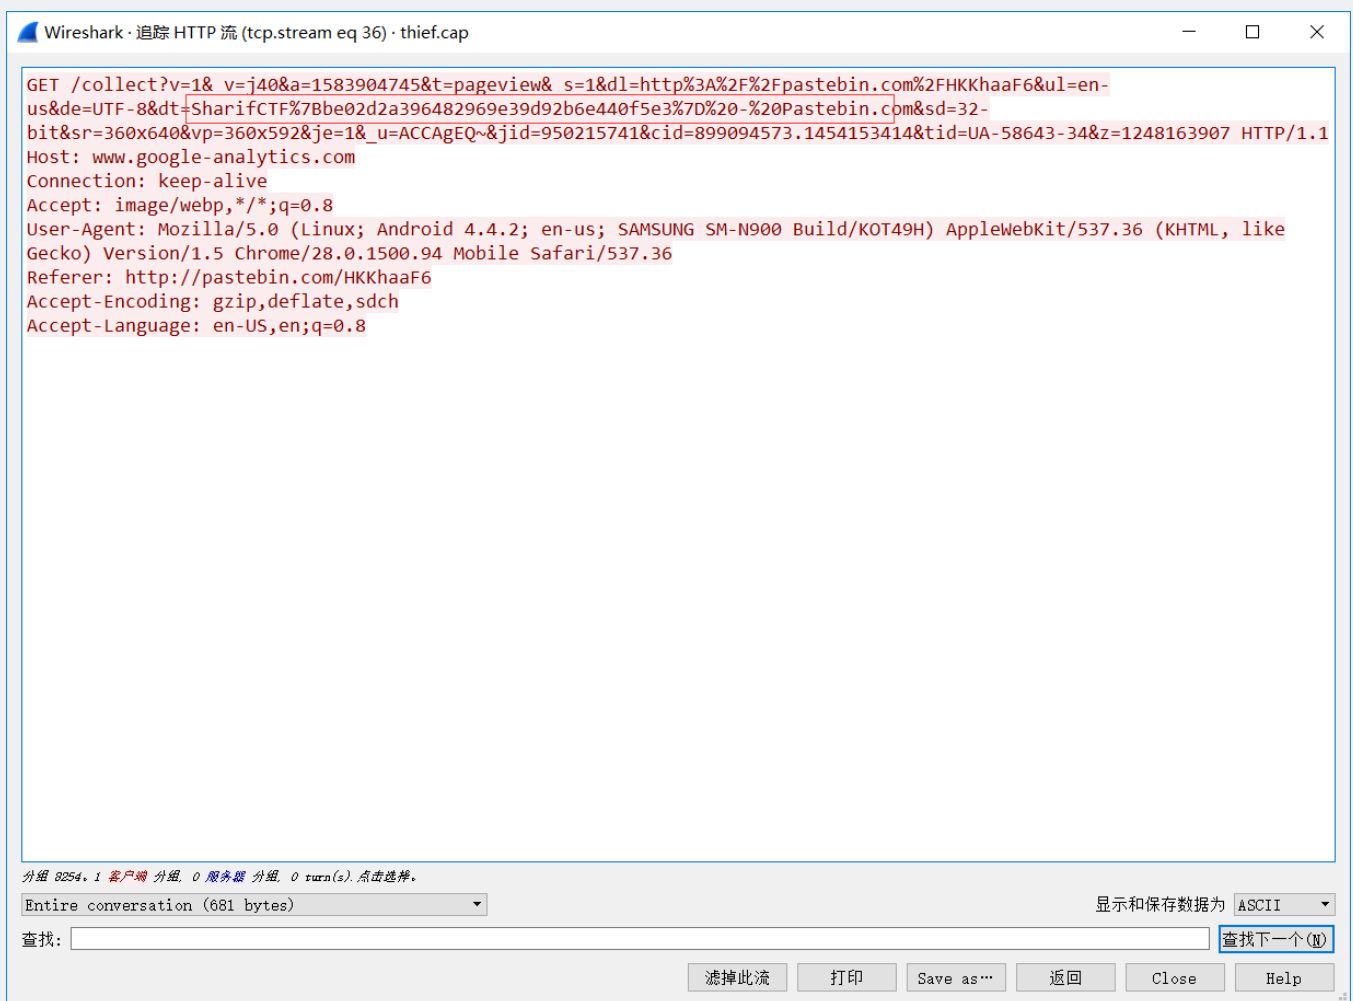 Wireshark · 追踪 HTTP 流 (tcp.stream eq 36) · thief.cap
GET /collect?v=1&_v=j40&a=1583904745&t=pageview&_s=1&dl=http%3A%2F%2Fpastebin.com%2FHKKhaaF6&ul=en-
us&de=UTF-8&dt=SharifCTF%7Bbe02d2a396482969e39d92b6e440f5e3%7D%20-%20Pastebin.com&sd=32-
bit&sr=360x640&vp=360x592&je=1&_u=ACCAgEQ~&jid=950215741&cid=899094573.1454153414&tid=UA-58643-34&z=1248163907 HTTP/1.1
Host: www.google-analytics.com
Connection: keep-alive
Accept: image/webp,*/*;q=0.8
User-Agent: Mozilla/5.0 (Linux; Android 4.4.2; en-us; SAMSUNG SM-N900 Build/KOT49H) AppleWebKit/537.36 (KHTML, like
Gecko) Version/1.5 Chrome/28.0.1500.94 Mobile Safari/537.36
Referer: http://pastebin.com/HKKhaaF6
Accept-Encoding: gzip,deflate,sdch
Accept-Language: en-US,en;q=0.8
分组 8254。1 客户端 分组, 0 服务器 分组, 0 turn(s). 点击选择。
Entire conversation (681 bytes) 显示和保存数据为 ASCII
查找: 查找下一个(N)
滤掉此流 打印 Save as… 返回 Close Help